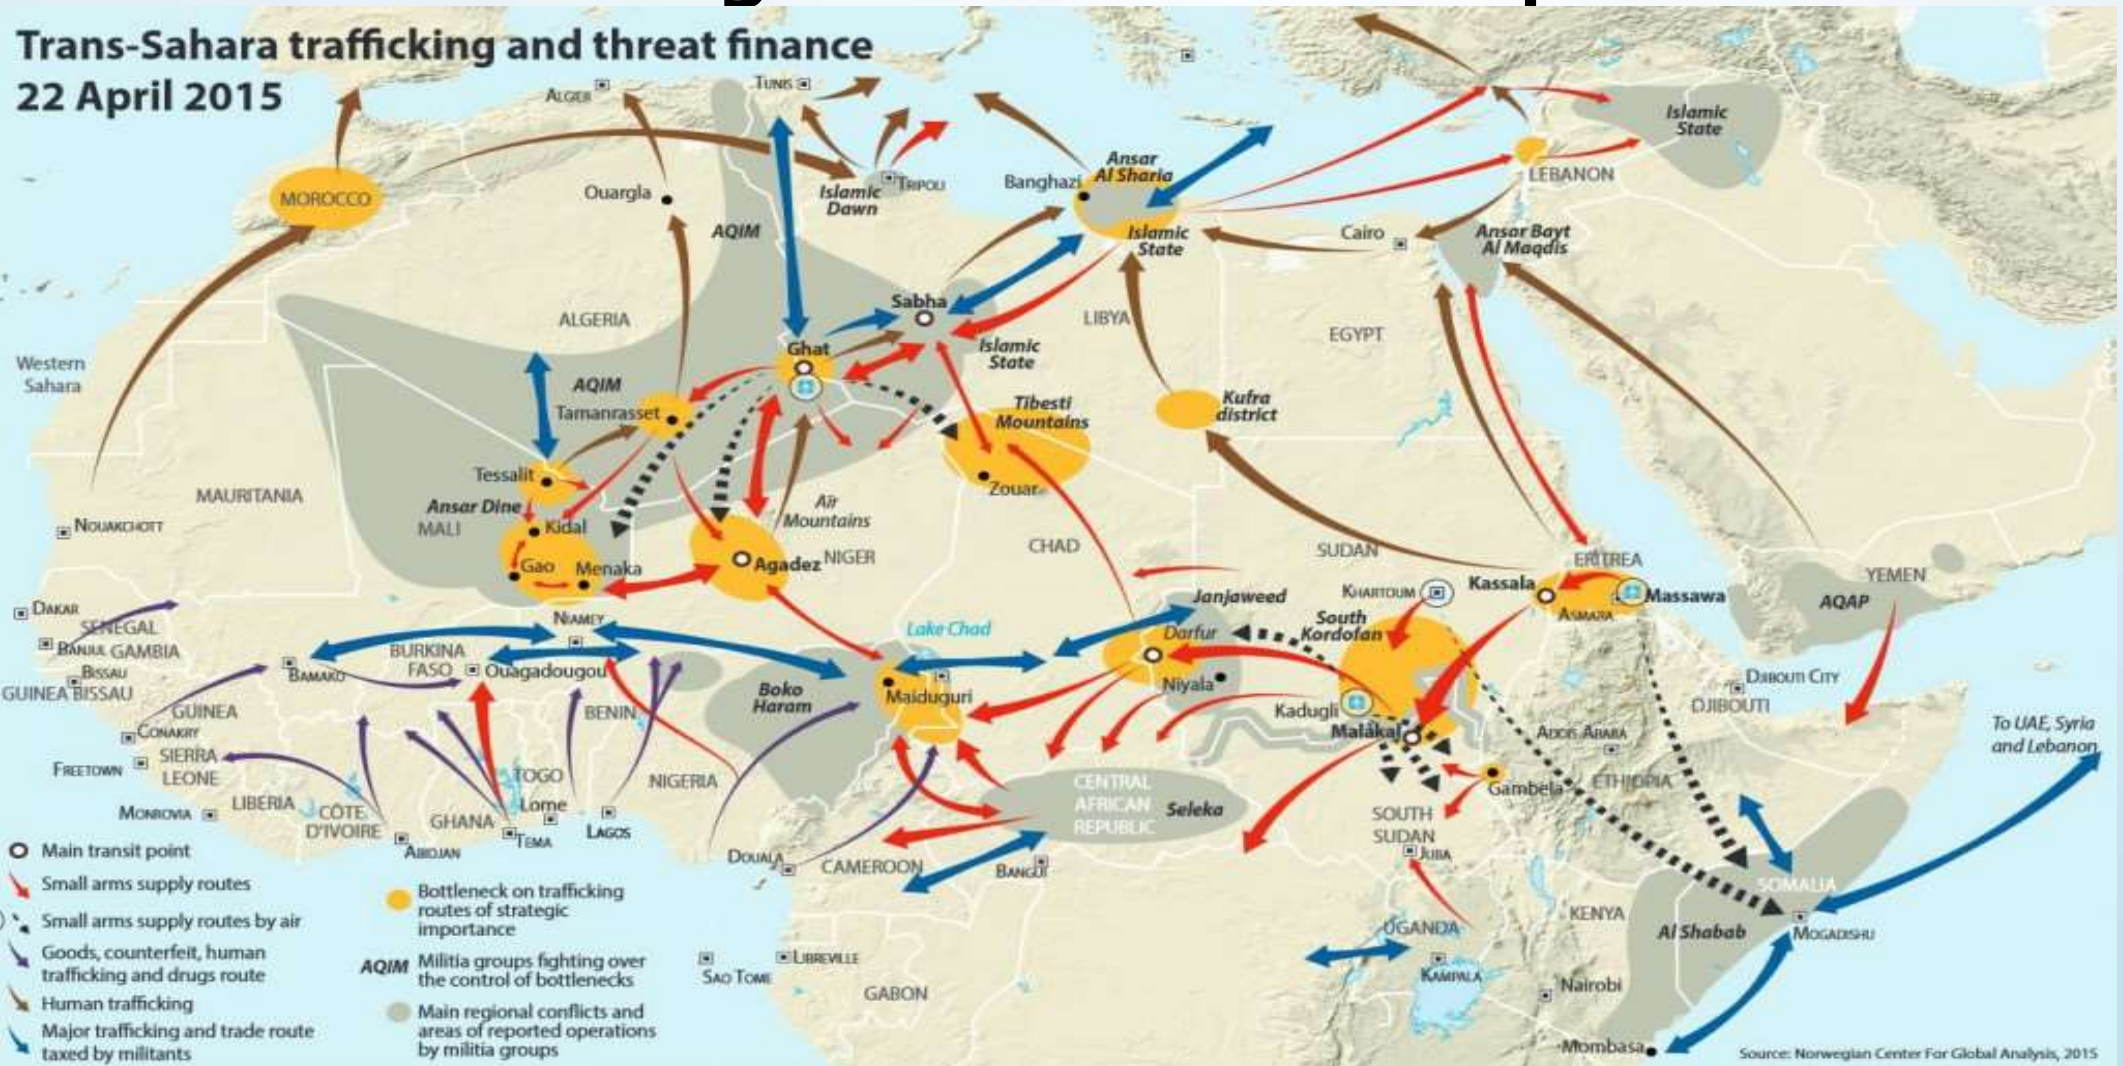 Trans-Sahara trafficking and threat finance
22 April 2015
ALGIER
TUNIS
MOROCCO
Ouargla
AQIM
Islamic
Dawn
TRIPOLI
Banghazi
Ansar
Al Sharia
Islamic
State
LEBANON
Islamic
State
Cairo
Ansar Bayt
Al Maqdis
ALGERIA
Sabha
LIBYA
EGYPT
Western
Sahara
Ghat
Islamic
State
AQIM
Tamanrasset
Tibesti
Mountains
Kufra
district
Tessalit
Zouar
MAURITANIA
Ansar Dine
MALI
Kidal
Aïr
Mountains
NOUAKCHOTT
Gao
Menaka
Agadez
NIGER
CHAD
SUDAN
ERITREA
YEMEN
AQAP
Kassala
Massawa
ASMARA
KHARTOUM
Janjaweed
South
Kordofan
Darfur
DAKAR
SENEGAL
BANJUL
GAMBIA
BISSAU
GUINEA BISSAU
NIAMEY
BURKINA
FASO
Ouagadougou
BAMAKO
Lake Chad
Niyala
Maiduguri
Boko
Haram
Kadugli
Malakal
DJIBOUTI CITY
DJIBOUTI
GUINEA
CONAKRY
BENIN
ADDIS ABABA
To UAE, Syria
and Lebanon
FREETOWN
SIERRA
LEONE
TOGO
NIGERIA
CENTRAL
AFRICAN
REPUBLIC
Seleka
Gambela
ETHIOPIA
MONROVIA
LIBERIA
CÔTE
D'IVOIRE
GHANA
Lome
TEMA
LAGOS
ABIDJAN
SOUTH
SUDAN
JUBA
DOUALA
CAMEROON
BANGUI
SOMALIA
KENYA
Al Shabab
MOGADISHU
UGANDA
KAMPALA
LIBREVILLE
SAO TOME
GABON
Nairobi
Mombasa
Main transit point
Small arms supply routes
Small arms supply routes by air
Goods, counterfeit, human
trafficking and drugs route
Human trafficking
Major trafficking and trade route
taxed by militants
Bottleneck on trafficking
routes of strategic
importance
AQIM
Militia groups fighting over
the control of bottlenecks
Main regional conflicts and
areas of reported operations
by militia groups
Source: Norwegian Center For Global Analysis, 2015